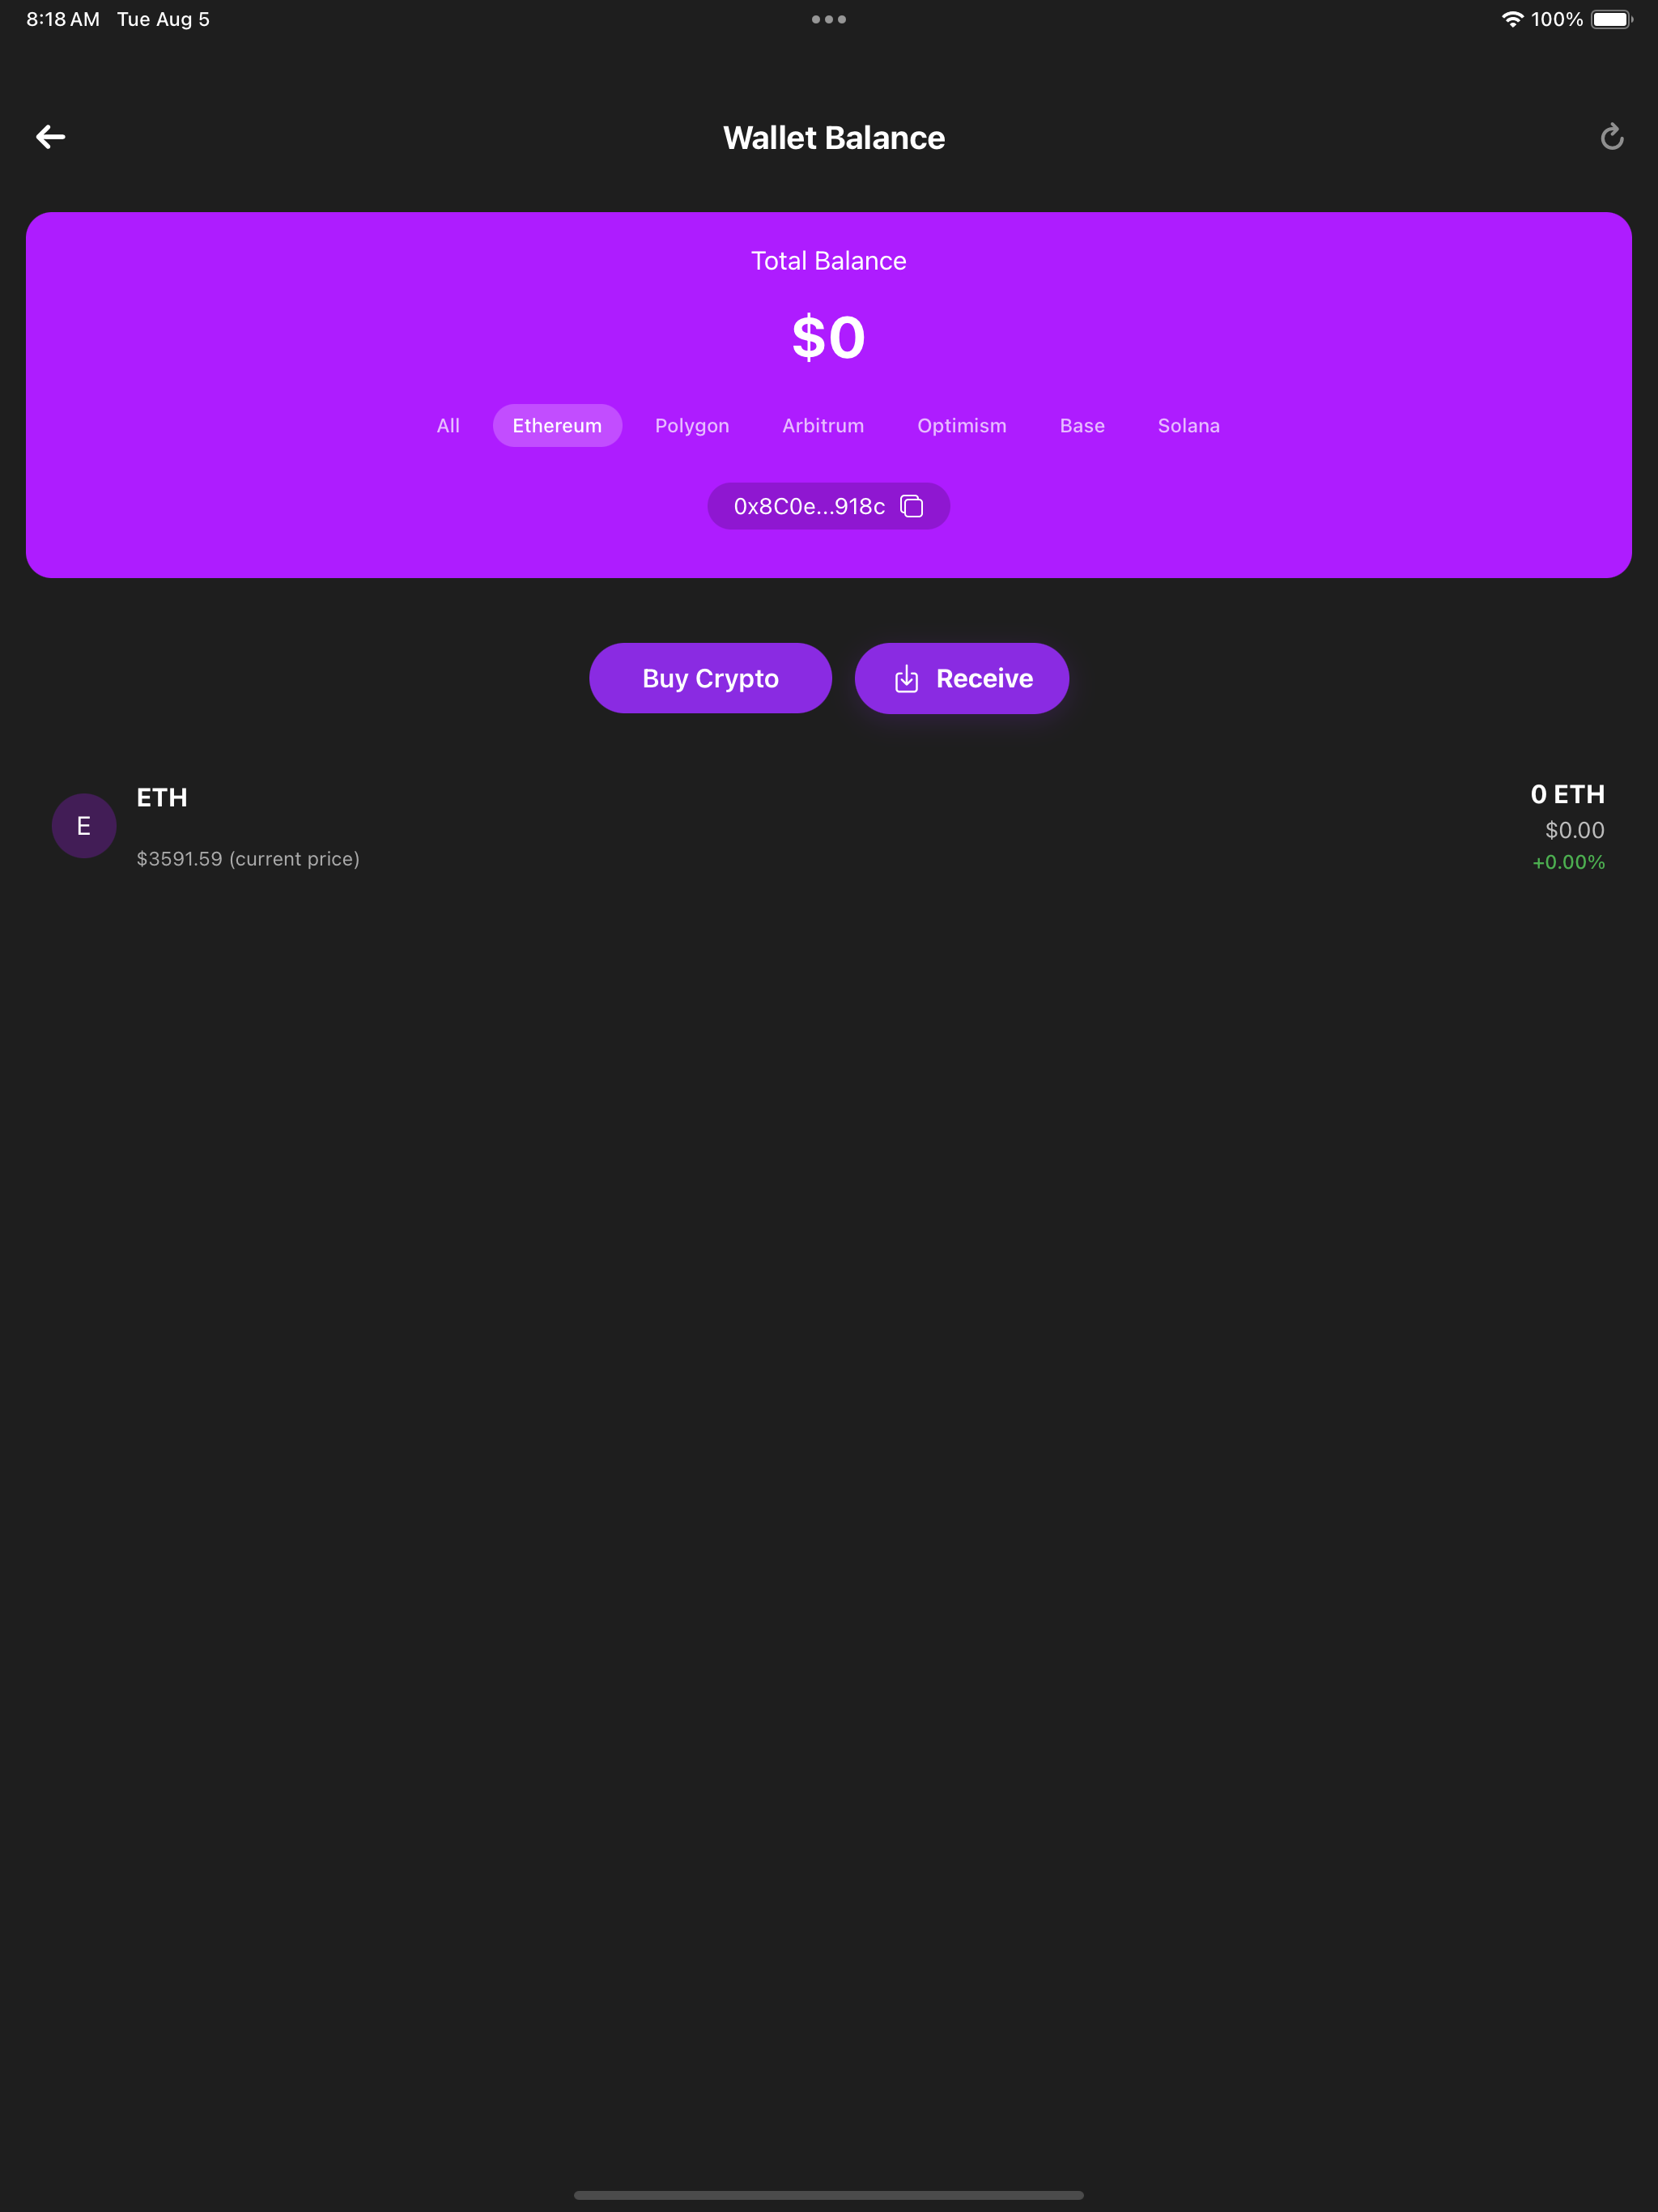 8:18 AM Tue Aug 5
100%
Wallet Balance
Total Balance
$0
All Ethereum Polygon Arbitrum Optimism Base Solana
0x8C0e...918c
Buy Crypto Receive
E
ETH
$3591.59 (current price)
0 ETH
$0.00
+0.00%